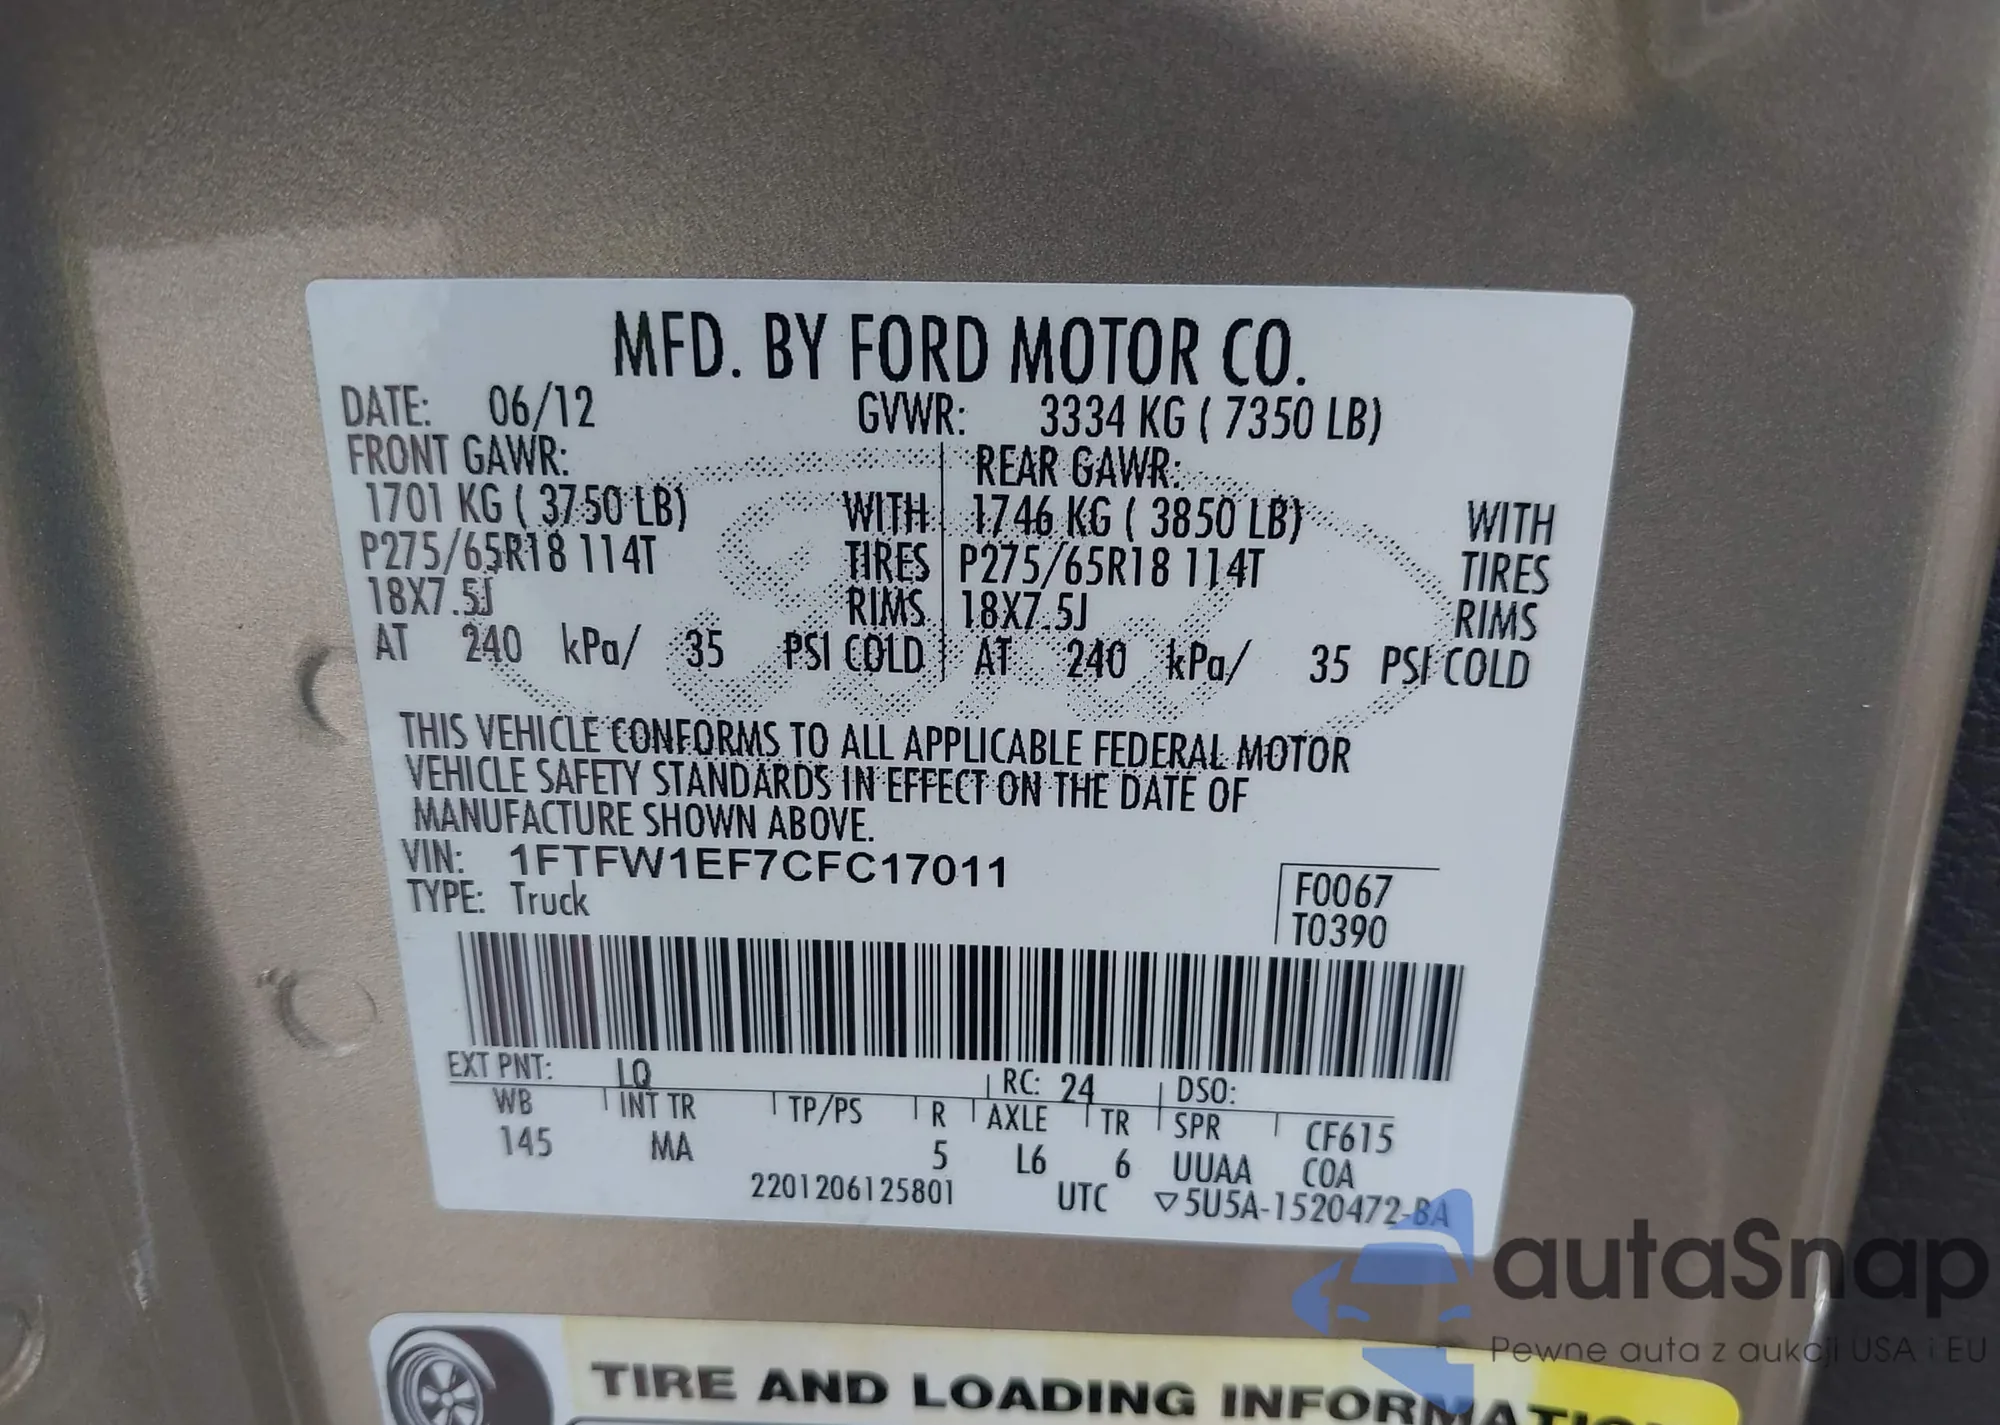 MFD. BY FORD MOTOR CO.
DATE: 06/12 GVWR: 3334 KG ( 7350 LB)
FRONT GAWR: REAR GAWR:
1701 KG ( 3750 LB) WITH 1746 KG ( 3850 LB) WITH
P275/65R18 114T TIRES P275/65R18 114T TIRES
18X7.5J RIMS 18X7.5J RIMS
AT 240 kPa/ 35 PSI COLD AT 240 kPa/ 35 PSI COLD
THIS VEHICLE CONFORMS TO ALL APPLICABLE FEDERAL MOTOR
VEHICLE SAFETY STANDARDS IN EFFECT ON THE DATE OF
MANUFACTURE SHOWN ABOVE.
VIN: 1FTFW1EF7CFC17011
TYPE: Truck
F0067
T0390
EXT PNT: LQ RC: 24 DSO:
WB INT TR TP/PS R AXLE TR SPR CF615
145 MA 5 L6 6 UUAA COA
2201206125801 UTC ▽5U5A-1520472-BA
autaSnap
Pewne auta z aukcji USA i EU
TIRE AND LOADING INFORMATION